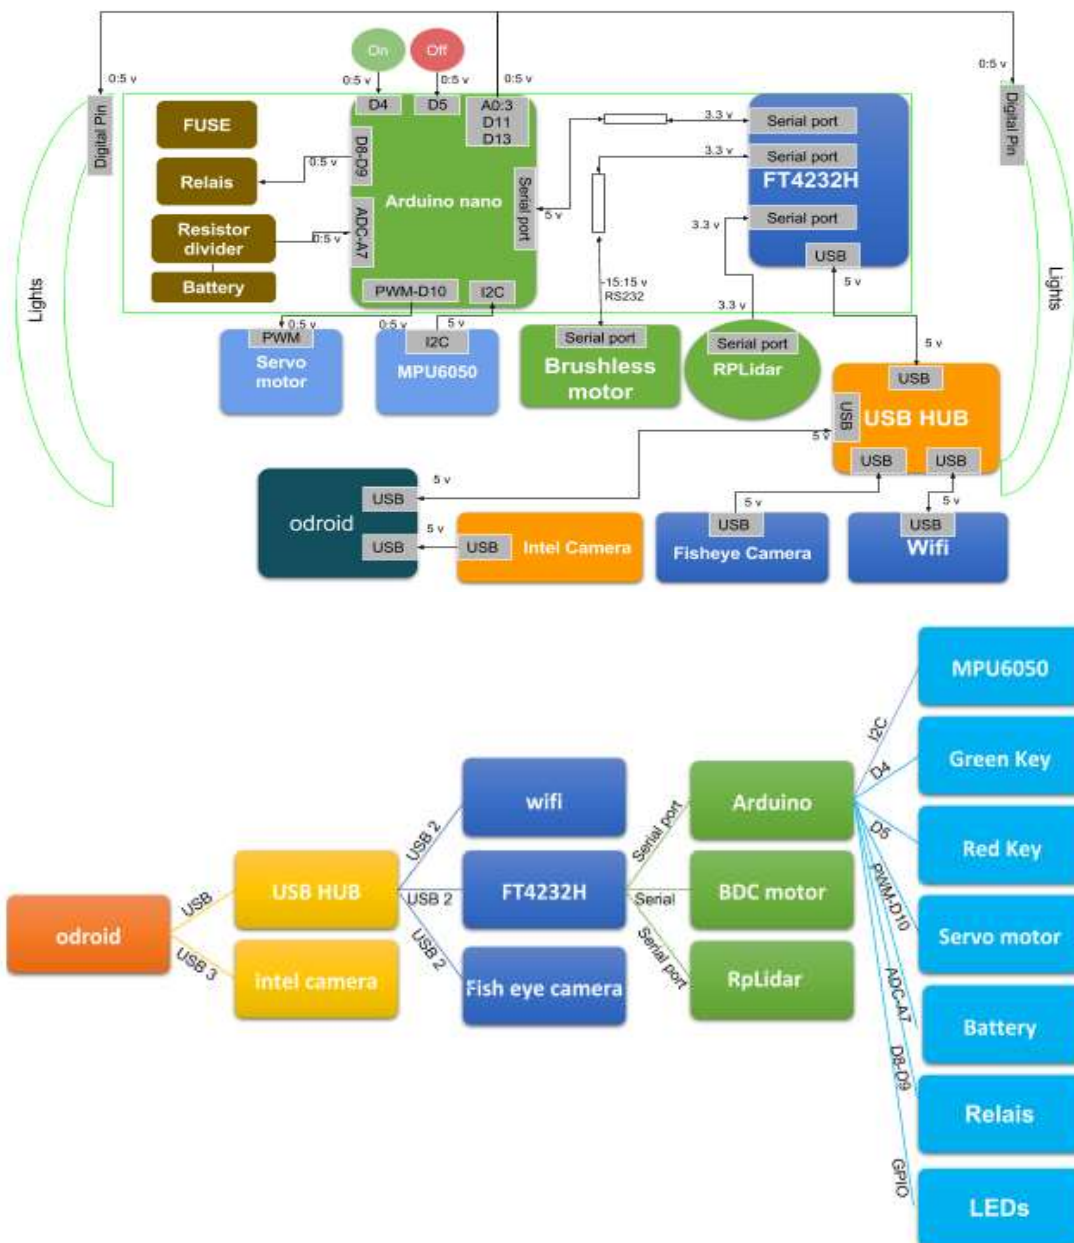 0:5 v
0:5 v
On
Off
0:5 v
0:5 v
0:5 v
Digital Pin
Digital Pin
D4
D5
A0:3
D11
D13
FUSE
Relais
Resistor
divider
Battery
0:5 v
0:5 v
D8-D9
ADC-A7
Arduino nano
Serial port
5 v
PWM-D10
I2C
3.3 v
3.3 v
3.3 v
Serial port
Serial port
FT4232H
Serial port
USB
5 v
-15:15 v
RS232
3.3 v
Lights
Lights
0:5 v
0:5 v
5 v
PWM
Servo
motor
I2C
MPU6050
Serial port
Brushless
motor
Serial port
RPLidar
5 v
USB
USB
USB HUB
5 v
USB
USB
5 v
5 v
5 v
USB
odroid
5 v
USB
USB
Intel Camera
USB
Fisheye Camera
USB
Wifi
MPU6050
I2C
Green Key
D4
wifi
Arduino
D5
Red Key
USB 2
Serial port
USB HUB
USB 2
FT4232H
Serial
BDC motor
PWM-D10
USB
odroid
Servo motor
USB 3
intel camera
USB 2
Fish eye camera
Serial port
RpLidar
ADC-A7
Battery
D8-D9
Relais
GPIO
LEDs